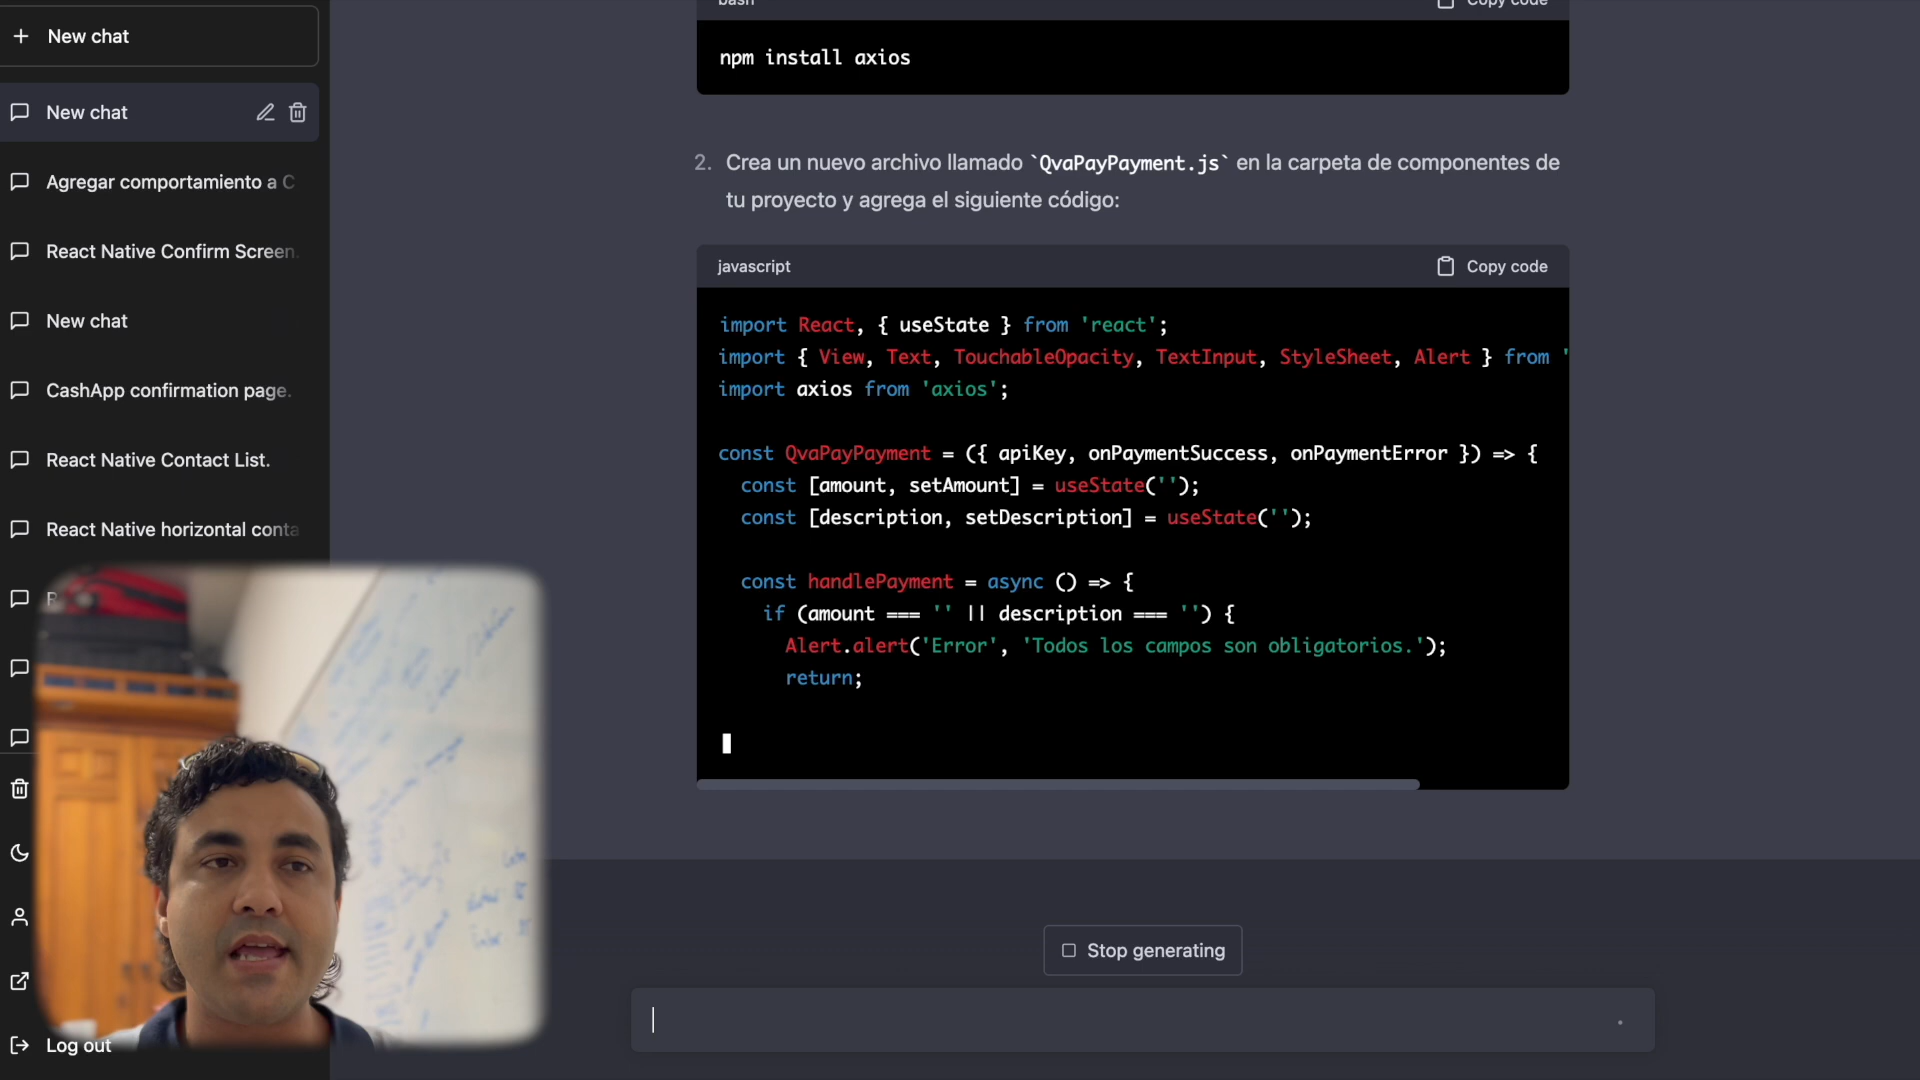 New chat
New chat
Agregar comportamiento a C
React Native Confirm Screen.
New chat
CashApp confirmation page.
React Native Contact List.
React Native horizontal conta
Log out
bash
Copy code
npm install axios
2. Crea un nuevo archivo llamado `QvaPayPayment.js` en la carpeta de componentes de
tu proyecto y agrega el siguiente código:
javascript
Copy code
import React, { useState } from 'react';
import { View, Text, TouchableOpacity, TextInput, StyleSheet, Alert } from '
import axios from 'axios';
const QvaPayPayment = ({ apiKey, onPaymentSuccess, onPaymentError }) => {
const [amount, setAmount] = useState('');
const [description, setDescription] = useState('');
const handlePayment = async () => {
if (amount === '' || description === '') {
Alert.alert('Error', 'Todos los campos son obligatorios.');
return;
Stop generating